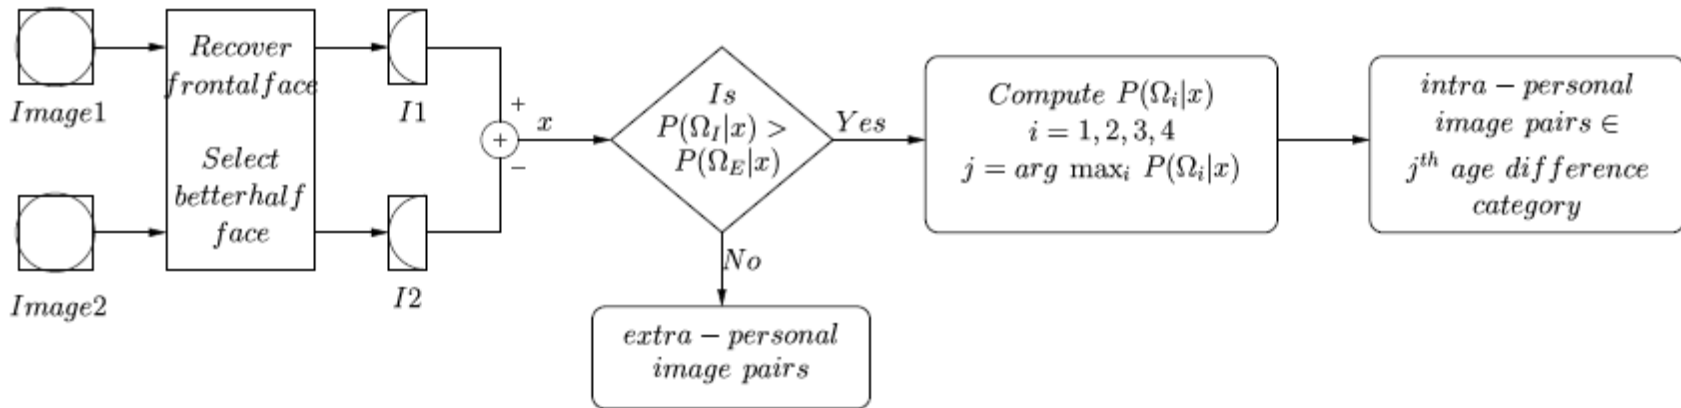 Image1
Image2
Recover
frontalface
Select
betterhalf
face
I1
I2
+
+
−
x
Is
P(Ω_I|x) >
P(Ω_E|x)
Yes
No
extra − personal
image pairs
Compute P(Ω_i|x)
i = 1, 2, 3, 4
j = arg max_i P(Ω_i|x)
intra − personal
image pairs ∈
j^th age difference
category